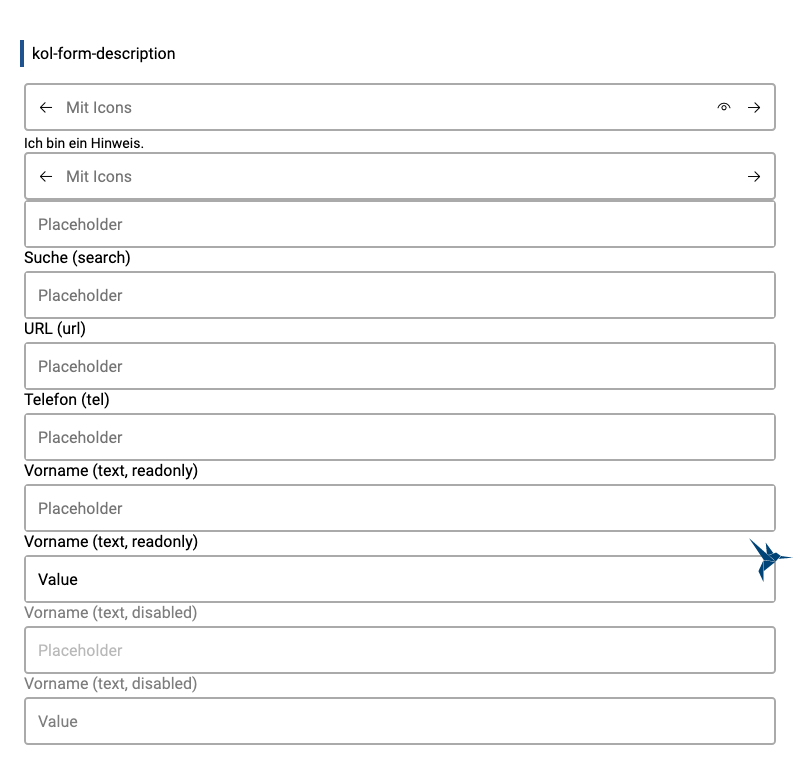 kol-form-description
Mit Icons
Ich bin ein Hinweis.
Mit Icons
Placeholder
Suche (search)
Placeholder
URL (url)
Placeholder
Telefon (tel)
Placeholder
Vorname (text, readonly)
Placeholder
Vorname (text, readonly)
Value
Vorname (text, disabled)
Placeholder
Vorname (text, disabled)
Value